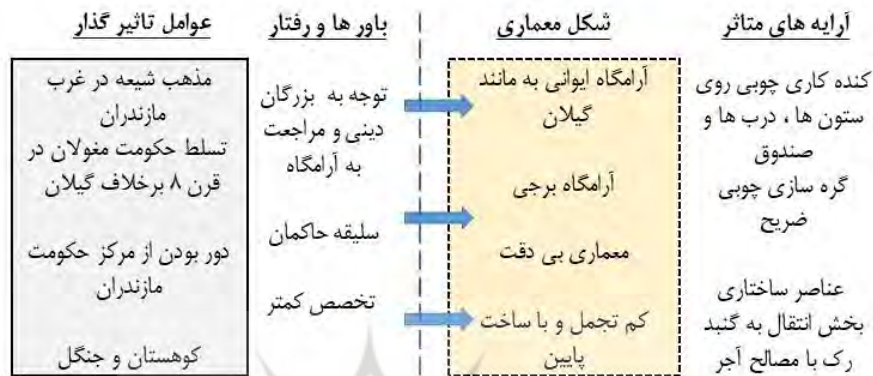 عوامل تاثیر گذار
مذهب شیعه در غرب
مازندران
تسلط حکومت مغولان در
قرن ۸ برخلاف گیلان
دور بودن از مرکز حکومت
مازندران
کوهستان و جنگل
باور ها و رفتار
توجه به بزرگان
دینی و مراجعت
به آرامگاه
سلیقه حاکمان
تخصص کمتر
شکل معماری
آرامگاه ایوانی به مانند
گیلان
آرامگاه برجی
معماری بی دقت
کم تجمل و با ساخت
پایین
آرایه های متاثر
کنده کاری چوبی روی
ستون ها ، درب ها و
صندوق
گره سازی چوبی
ضریح
عناصر ساختاری
بخش انتقال به گنبد
رک با مصالح آجر